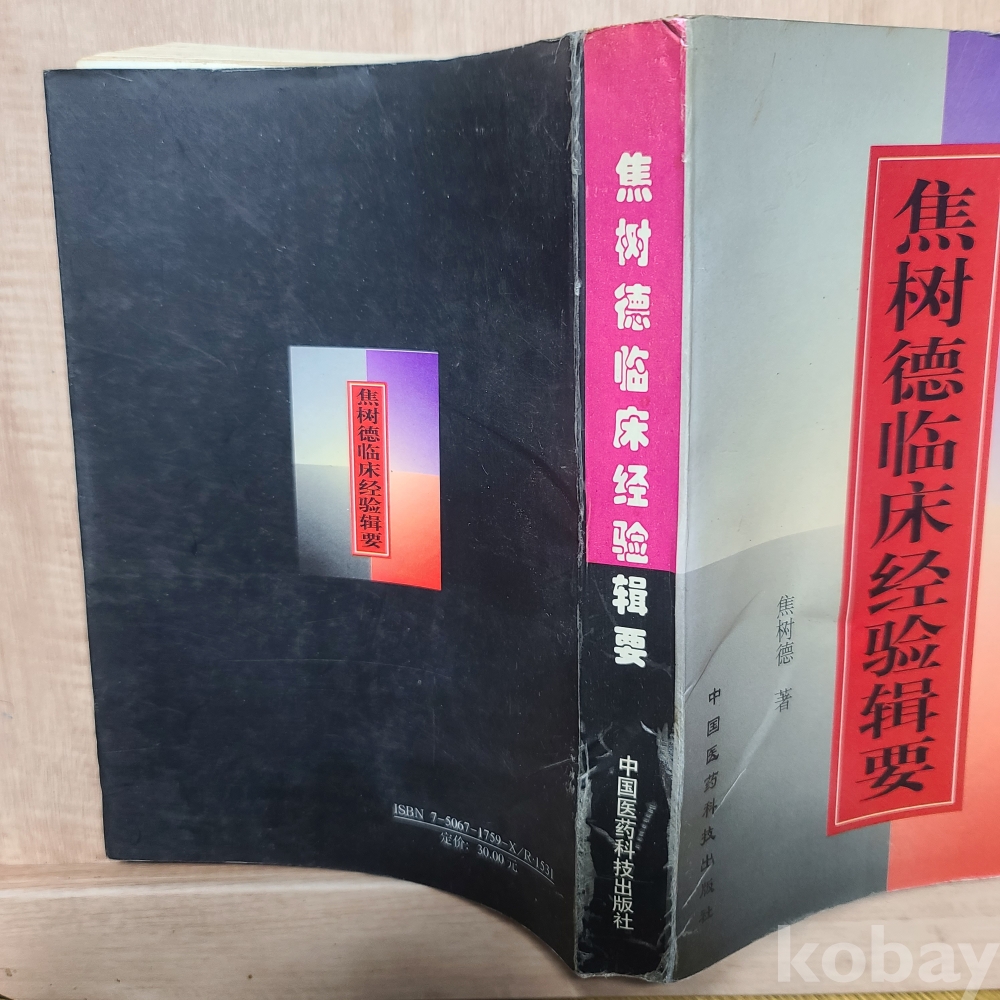 焦树德临床经验辑要
ISBN 7-5067-1759-X/R·1531
定价：30.00 元
焦树德临床经验辑要
中国医药科技出版社
焦树德临床经验辑要
焦树德 著
中国医药科技出版社
kobay